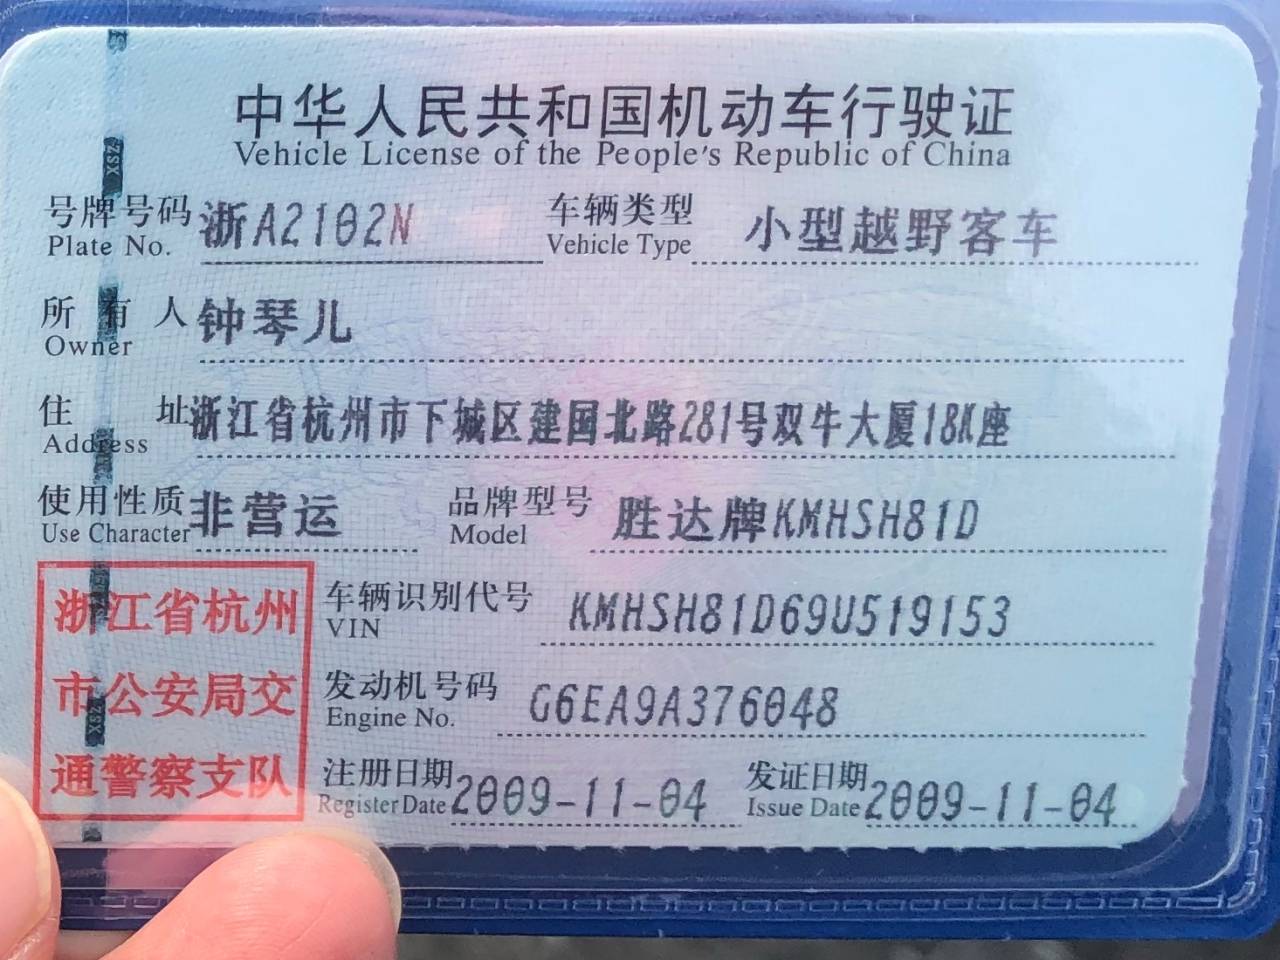 中华人民共和国机动车行驶证
Vehicle License of the People's Republic of China
号牌号码 浙A2102N 车辆类型 小型越野客车
Plate No. Vehicle Type
所有人 钟琴儿
Owner
住址 浙江省杭州市下城区建国北路281号双牛大厦18K座
Address
使用性质 非营运 品牌型号 胜达牌KMHSH81D
Use Character Model
浙江省杭州
市公安局交
通警察支队
车辆识别代号 KMHSH81D69U519153
VIN
发动机号码 G6EA9A376048
Engine No.
注册日期 2009-11-04 发证日期 2009-11-04
Register Date Issue Date
XSZ
XSZ